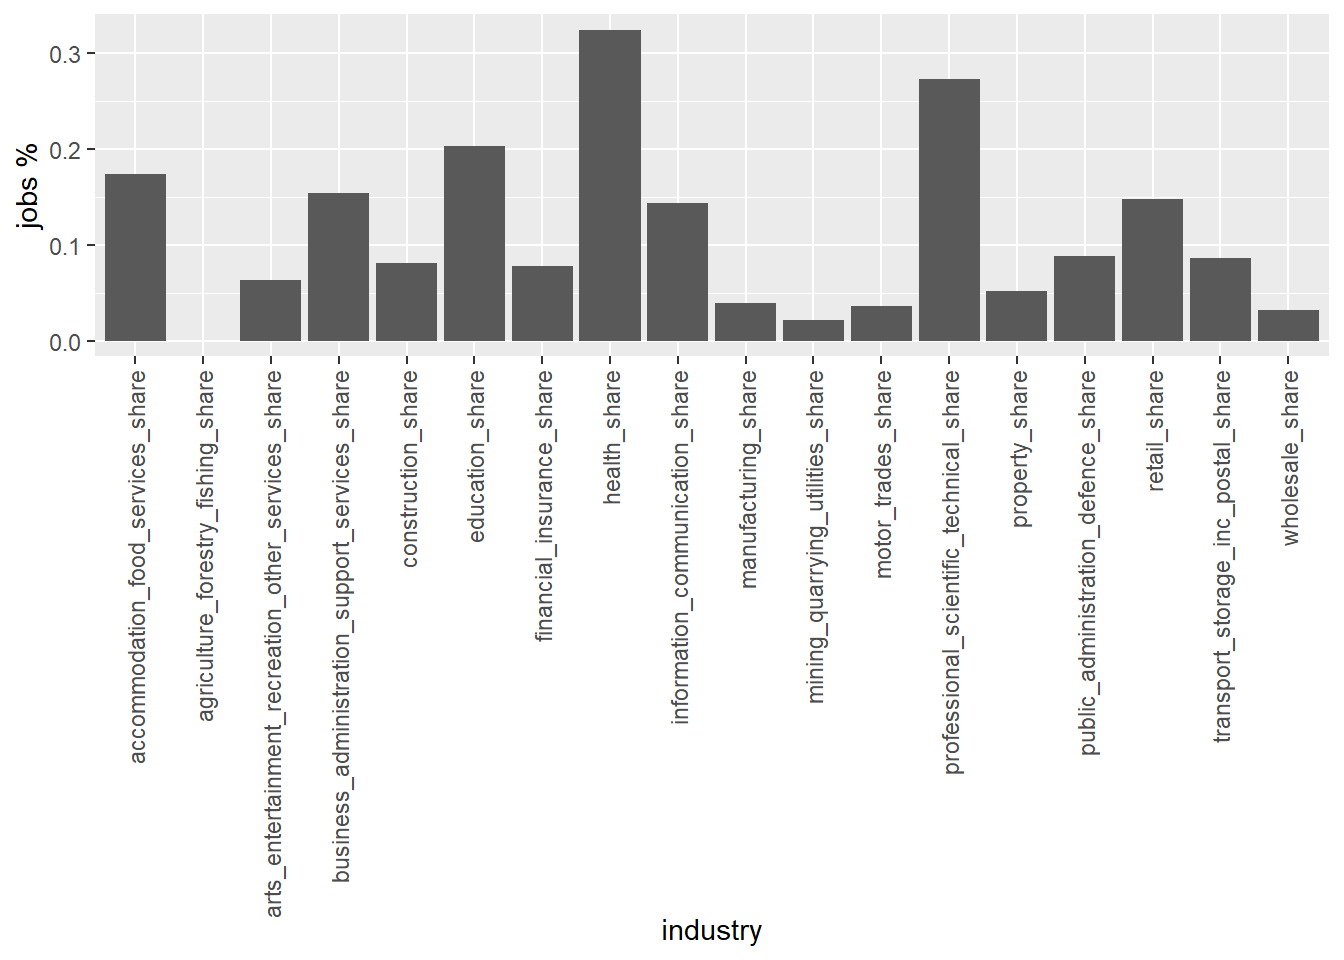 jobs %
0.3
0.2
0.1
0.0
accommodation_food_services_share
agriculture_forestry_fishing_share
arts_entertainment_recreation_other_services_share
business_administration_support_services_share
construction_share
education_share
financial_insurance_share
health_share
information_communication_share
manufacturing_share
mining_quarrying_utilities_share
motor_trades_share
professional_scientific_technical_share
property_share
public_administration_defence_share
retail_share
transport_storage_inc_postal_share
wholesale_share
industry